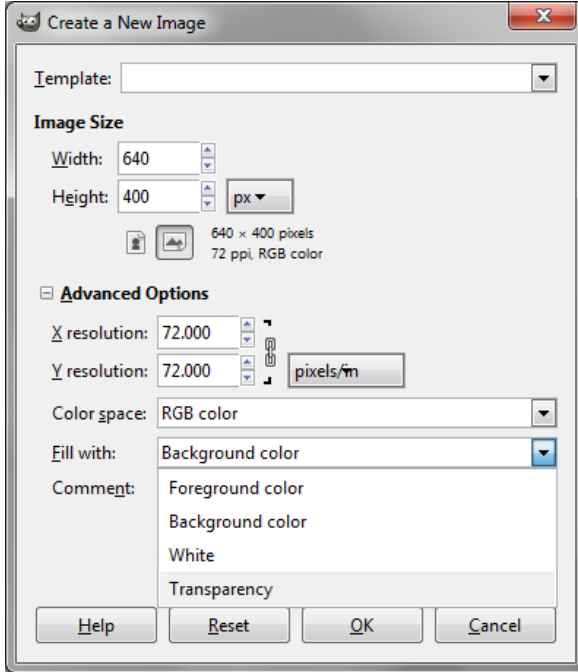 Create a New Image
Template:
Image Size
Width: 640
Height: 400 px
640 × 400 pixels
72 ppi, RGB color
Advanced Options
X resolution: 72.000
Y resolution: 72.000 pixels/in
Color space: RGB color
Fill with: Background color
Comment: Foreground color
Background color
White
Transparency
Help Reset OK Cancel